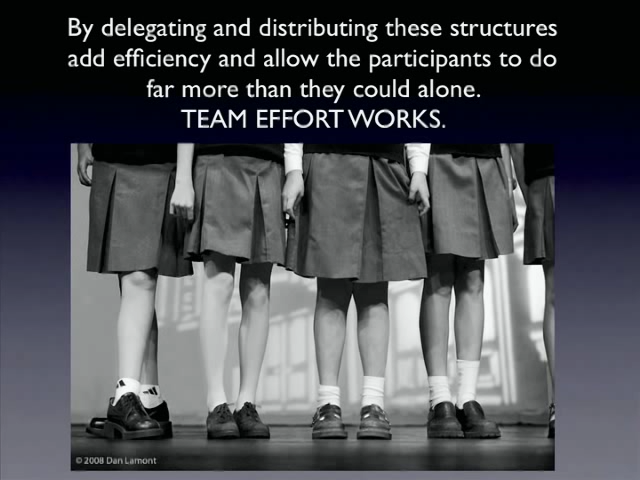 By delegating and distributing these structures
add efficiency and allow the participants to do
far more than they could alone.
TEAM EFFORT WORKS.
© 2008 Dan Lamont